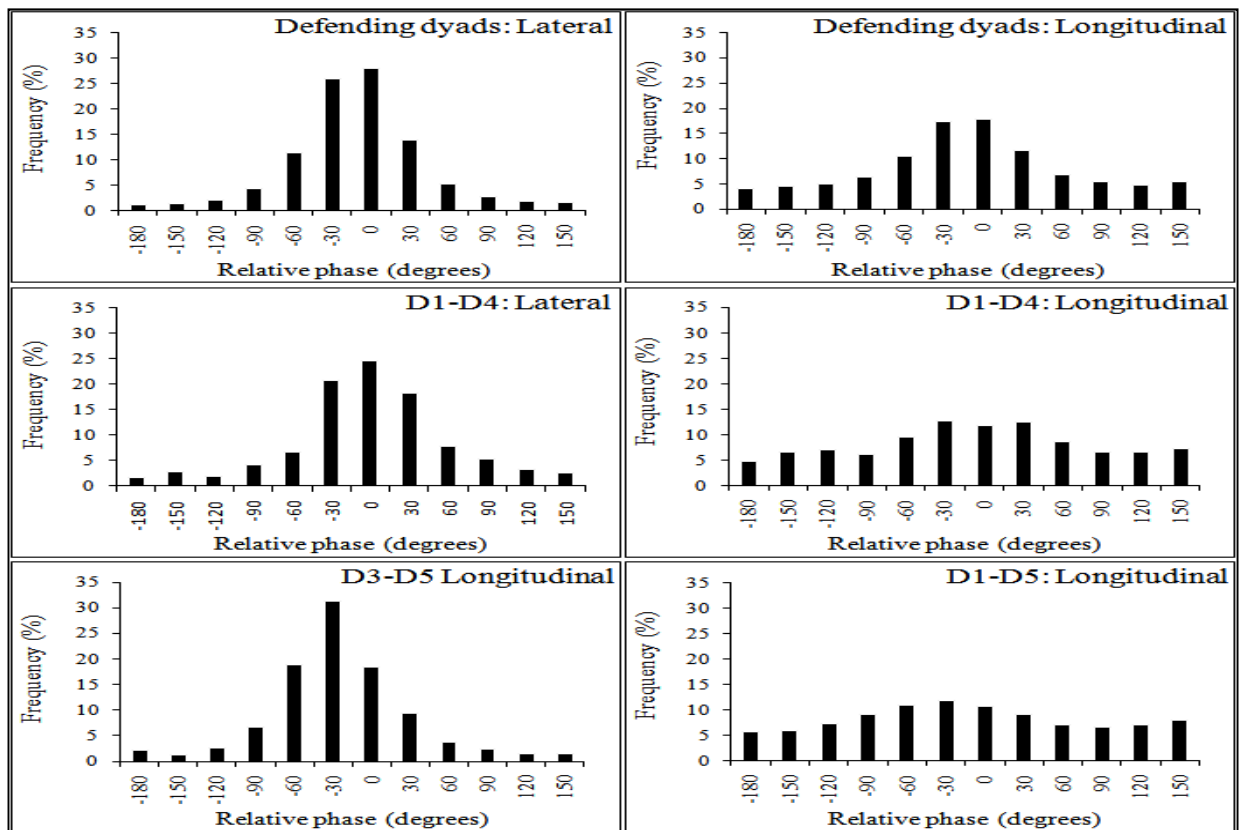 Defending dyads: Lateral
Frequency (%)
35
30
25
20
15
10
5
0
-180 -150 -120 -90 -60 -30 0 30 60 90 120 150
Relative phase (degrees)
Defending dyads: Longitudinal
Frequency (%)
35
30
25
20
15
10
5
0
-180 -150 -120 -90 -60 -30 0 30 60 90 120 150
Relative phase (degrees)
D1-D4: Lateral
Frequency (%)
35
30
25
20
15
10
5
0
-180 -150 -120 -90 -60 -30 0 30 60 90 120 150
Relative phase (degrees)
D1-D4: Longitudinal
Frequency (%)
35
30
25
20
15
10
5
0
-180 -150 -120 -90 -60 -30 0 30 60 90 120 150
Relative phase (degrees)
D3-D5 Longitudinal
Frequency (%)
35
30
25
20
15
10
5
0
-180 -150 -120 -90 -60 -30 0 30 60 90 120 150
Relative phase (degrees)
D1-D5: Longitudinal
Frequency (%)
35
30
25
20
15
10
5
0
-180 -150 -120 -90 -60 -30 0 30 60 90 120 150
Relative phase (degrees)